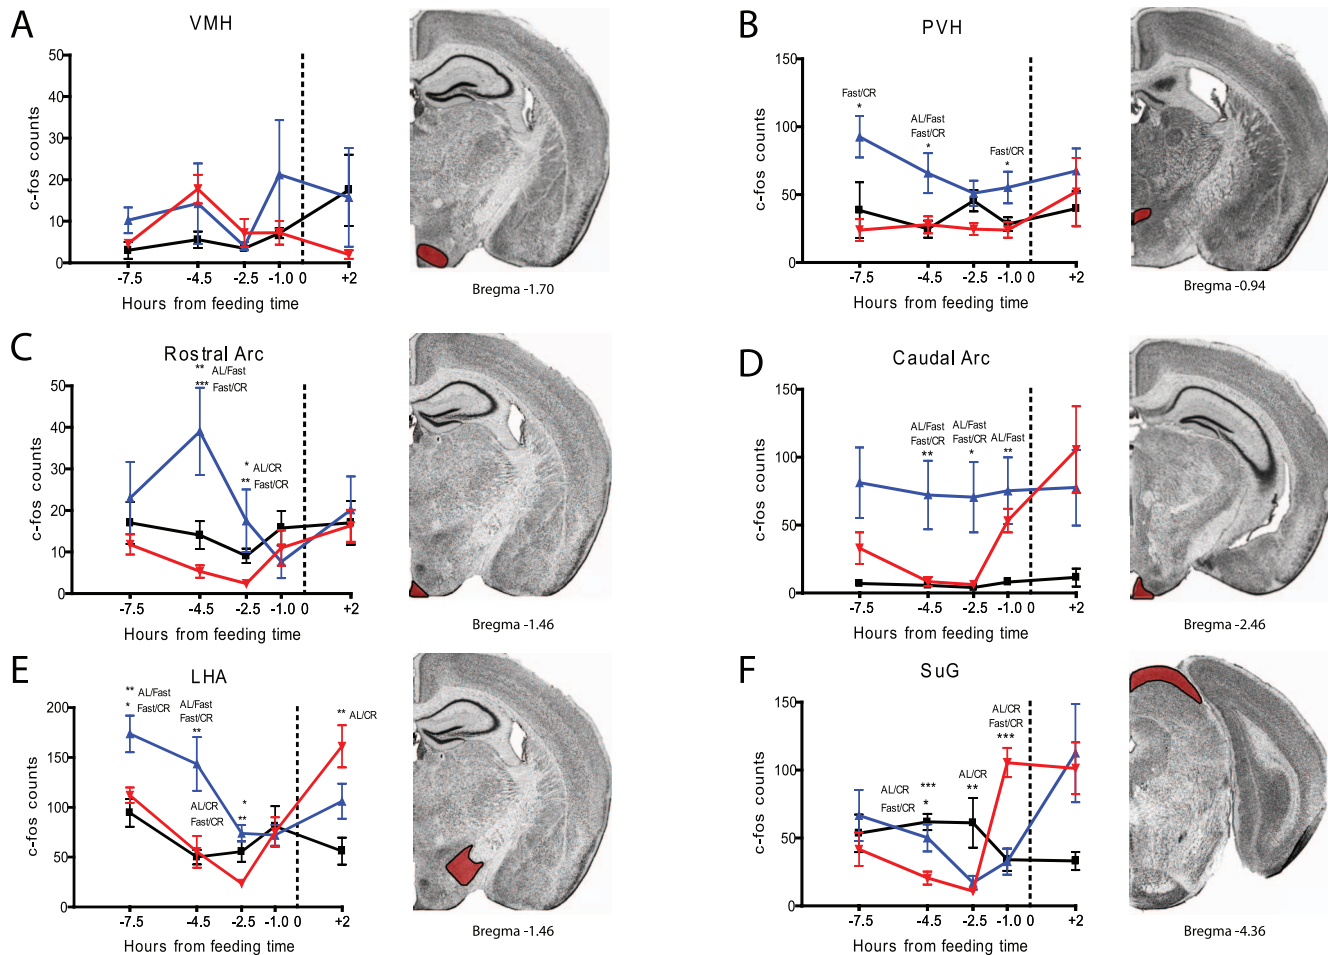 A
VMH
50
40
30
20
10
0
c-fos counts
-7.5 -4.5 -2.5 -1.0 0 +2
Hours from feeding time
Bregma -1.70
B
PVH
150
100
50
0
c-fos counts
Fast/CR
*
AL/Fast
Fast/CR
*
Fast/CR
*
-7.5 -4.5 -2.5 -1.0 0 +2
Hours from feeding time
Bregma -0.94
C
Rostral Arc
** AL/Fast
*** Fast/CR
50
40
30
20
10
0
c-fos counts
* AL/CR
** Fast/CR
-7.5 -4.5 -2.5 -1.0 0 +2
Hours from feeding time
Bregma -1.46
D
Caudal Arc
150
100
50
0
c-fos counts
AL/Fast
Fast/CR
**
AL/Fast
Fast/CR
*
AL/Fast
**
-7.5 -4.5 -2.5 -1.0 0 +2
Hours from feeding time
Bregma -2.46
E
LHA
200
150
100
50
0
c-fos counts
** AL/Fast
* Fast/CR
AL/Fast
Fast/CR
**
AL/CR *
Fast/CR **
** AL/CR
-7.5 -4.5 -2.5 -1.0 0 +2
Hours from feeding time
Bregma -1.46
F
SuG
150
100
50
0
c-fos counts
AL/CR ***
Fast/CR *
AL/CR
**
AL/CR
Fast/CR
***
-7.5 -4.5 -2.5 -1.0 0 +2
Hours from feeding time
Bregma -4.36